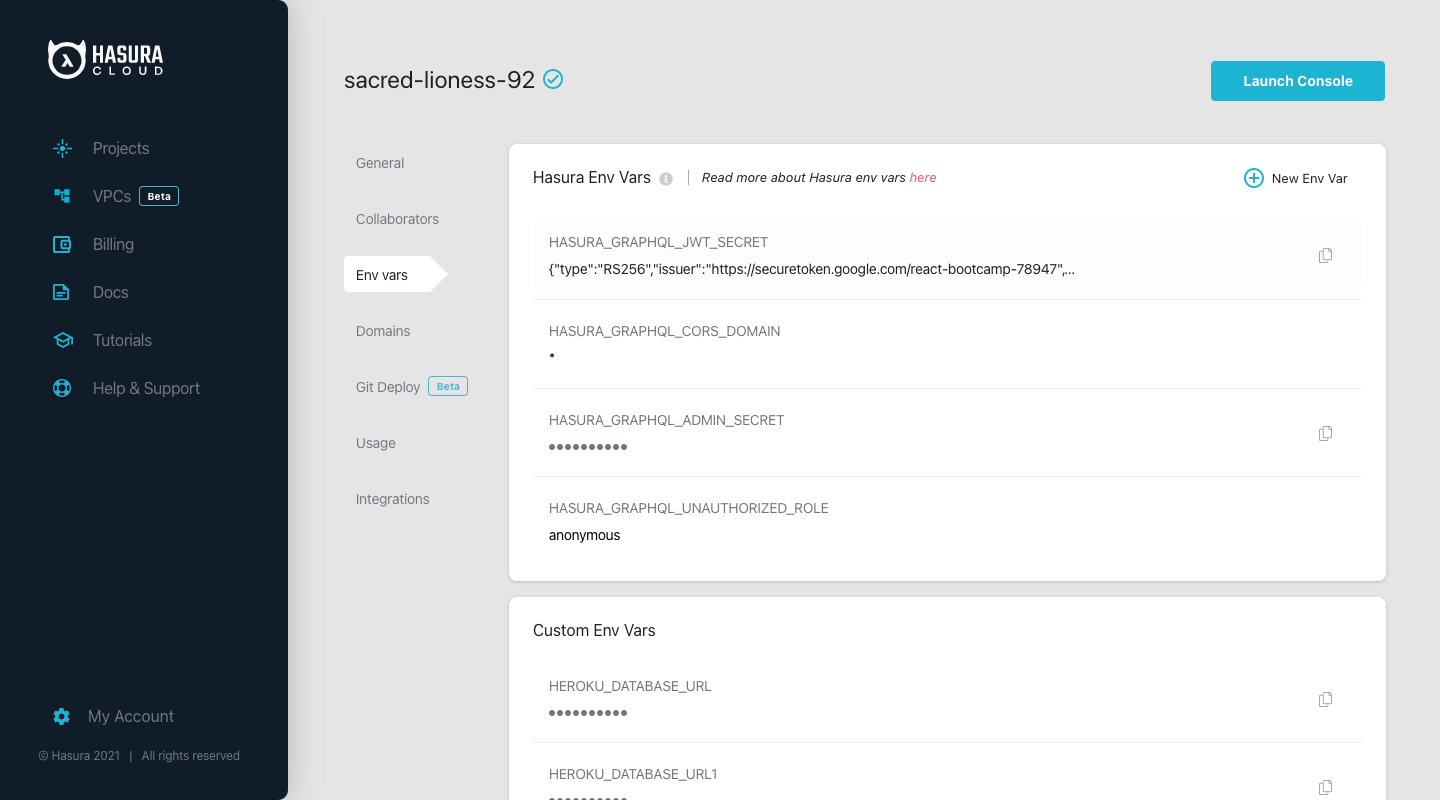 HASURA
CLOUD
Projects
VPCs Beta
Billing
Docs
Tutorials
Help & Support
My Account
© Hasura 2021 | All rights reserved
sacred-lioness-92
Launch Console
General
Collaborators
Env vars
Domains
Git Deploy Beta
Usage
Integrations
Hasura Env Vars | Read more about Hasura env vars here
New Env Var
HASURA_GRAPHQL_JWT_SECRET
{"type":"RS256","issuer":"https://securetoken.google.com/react-bootcamp-78947",...
HASURA_GRAPHQL_CORS_DOMAIN
*
HASURA_GRAPHQL_ADMIN_SECRET
●●●●●●●●●●
HASURA_GRAPHQL_UNAUTHORIZED_ROLE
anonymous
Custom Env Vars
HEROKU_DATABASE_URL
●●●●●●●●●●
HEROKU_DATABASE_URL1
●●●●●●●●●●